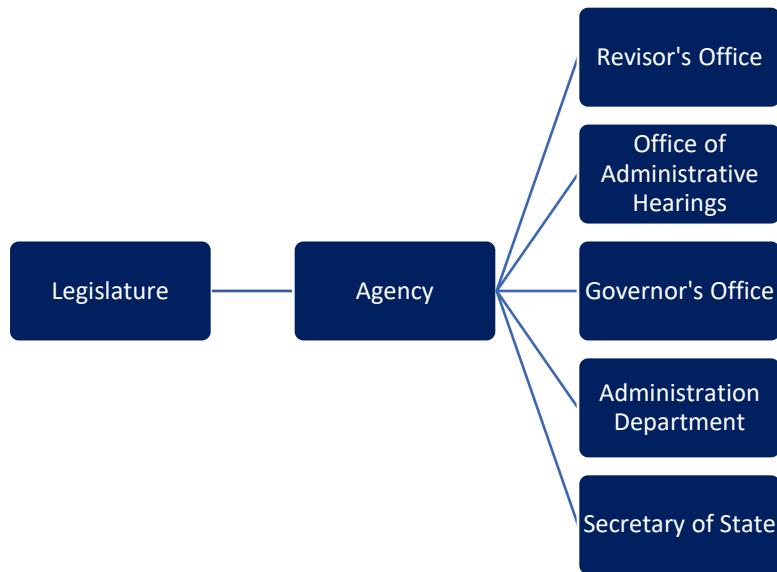 Legislature
Agency
Revisor's Office
Office of
Administrative
Hearings
Governor's Office
Administration
Department
Secretary of State